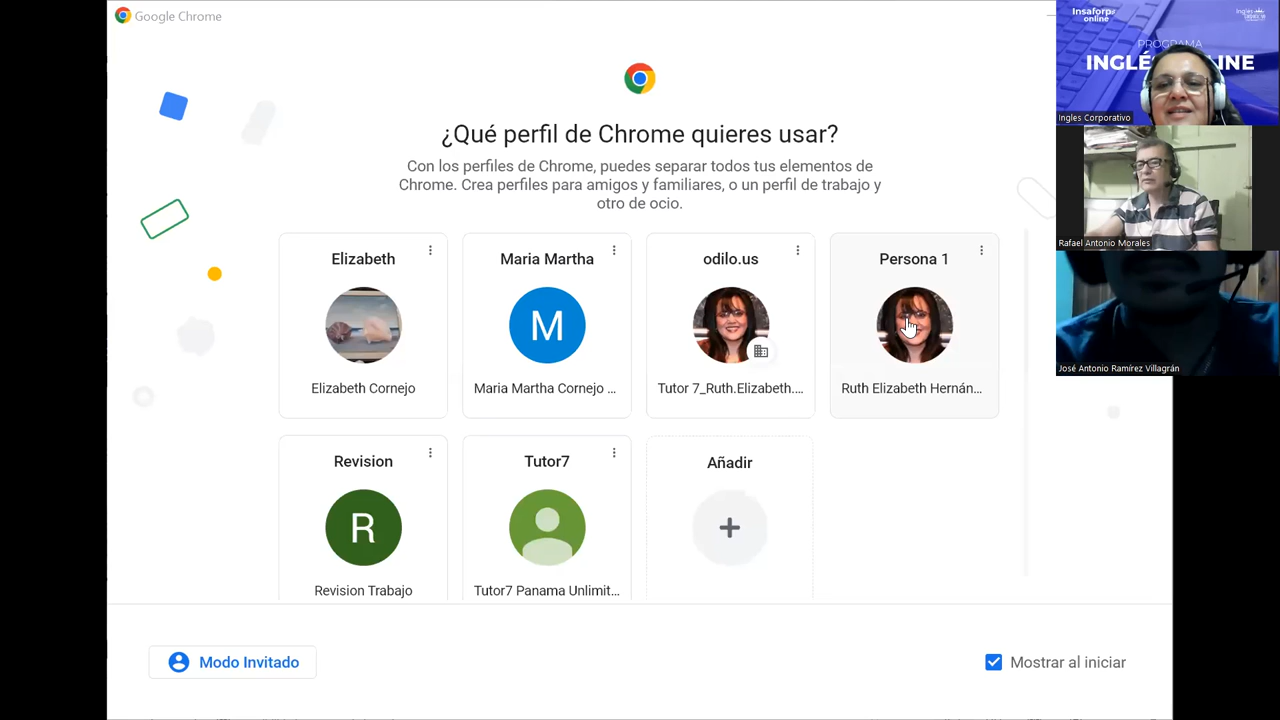 Google Chrome
¿Qué perfil de Chrome quieres usar?
Con los perfiles de Chrome, puedes separar todos tus elementos de
Chrome. Crea perfiles para amigos y familiares, o un perfil de trabajo y
otro de ocio.
Elizabeth
Elizabeth Cornejo
Maria Martha
M
Maria Martha Cornejo ...
odilo.us
Tutor 7_Ruth.Elizabeth....
Persona 1
Ruth Elizabeth Hernán...
Revision
R
Revision Trabajo
Tutor7
Tutor7 Panama Unlimit...
Añadir
Modo Invitado
Mostrar al iniciar
Insaforp
online
PROGRAMA
Ingles Corporativo
Rafael Antonio Morales
José Antonio Ramírez Villagrán